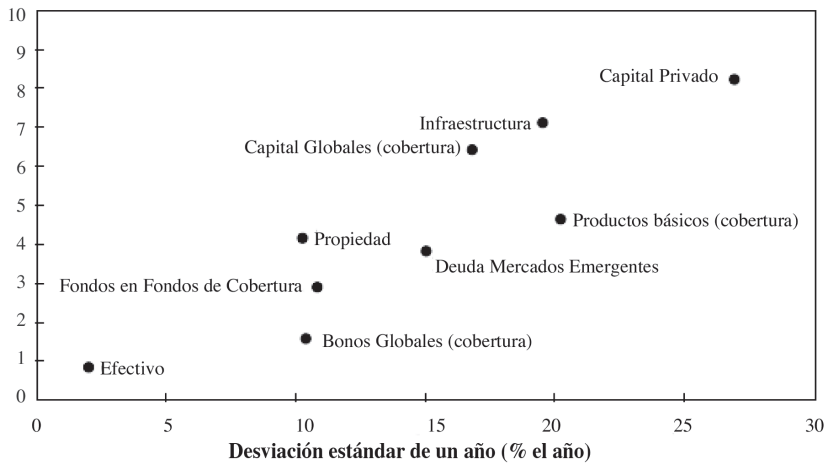 10
9
8
7
6
5
4
3
2
1
0
Capital Privado
Infraestructura
Capital Globales (cobertura)
Productos básicos (cobertura)
Propiedad
Deuda Mercados Emergentes
Fondos en Fondos de Cobertura
Bonos Globales (cobertura)
Efectivo
0 5 10 15 20 25 30
Desviación estándar de un año (% el año)